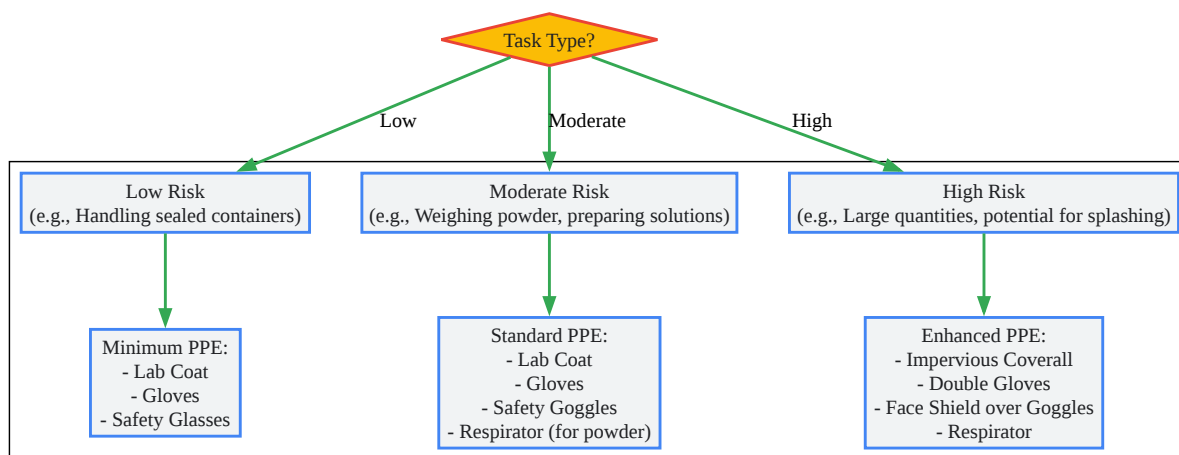 Task Type?
Low
Moderate
High
Low Risk
(e.g., Handling sealed containers)
Moderate Risk
(e.g., Weighing powder, preparing solutions)
High Risk
(e.g., Large quantities, potential for splashing)
Minimum PPE:
- Lab Coat
- Gloves
- Safety Glasses
Standard PPE:
- Lab Coat
- Gloves
- Safety Goggles
- Respirator (for powder)
Enhanced PPE:
- Impervious Coverall
- Double Gloves
- Face Shield over Goggles
- Respirator